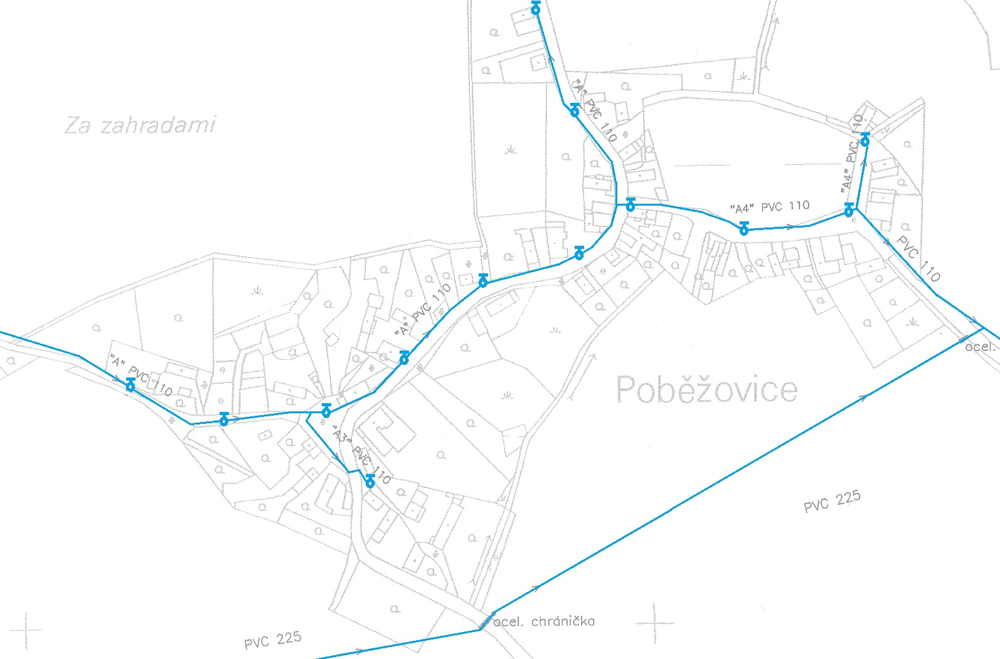 "A" PVC 110
Za zahradami
"A4" PVC 110
"A4" PVC 110
PVC 110
"A" PVC 110
ocel.
"A" PVC 110
Poběžovice
"A3" PVC 110
PVC 225
ocel. chránička
PVC 225